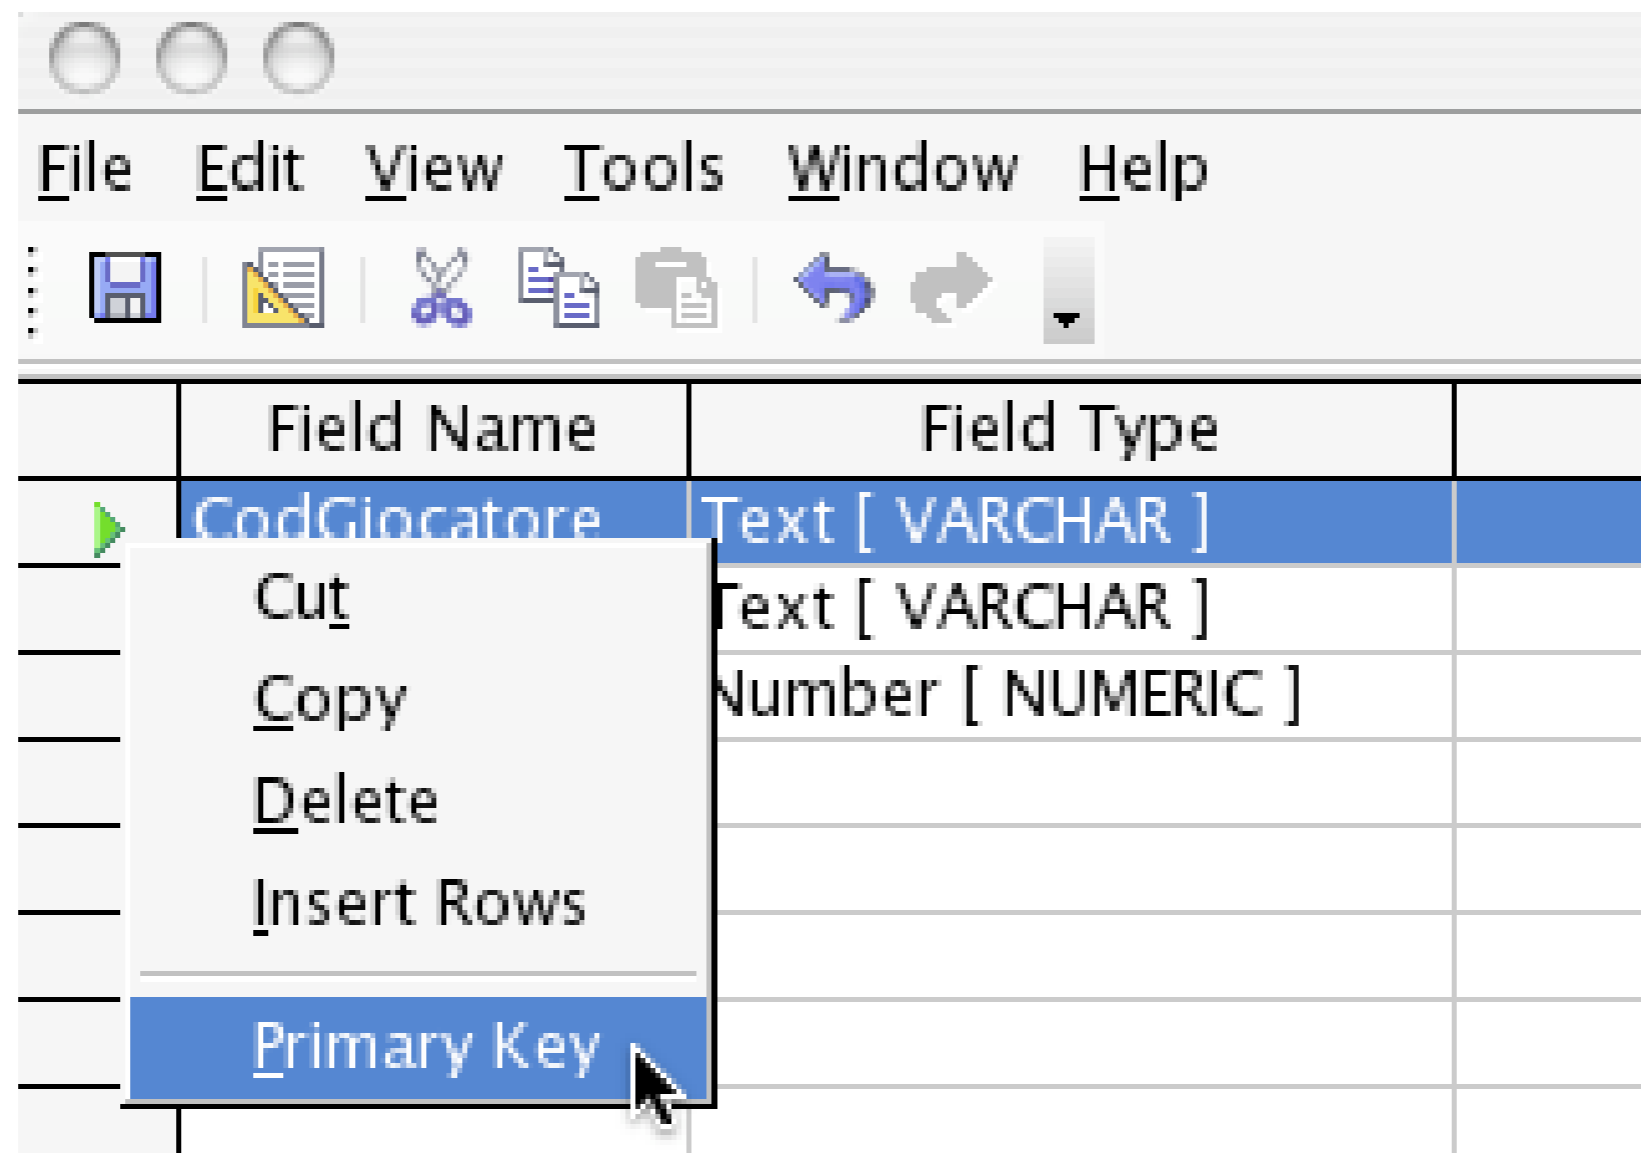 File Edit View Tools Window Help
Field Name Field Type
CodGiocatore Text [ VARCHAR ]
Text [ VARCHAR ]
Number [ NUMERIC ]
Cut
Copy
Delete
Insert Rows
Primary Key